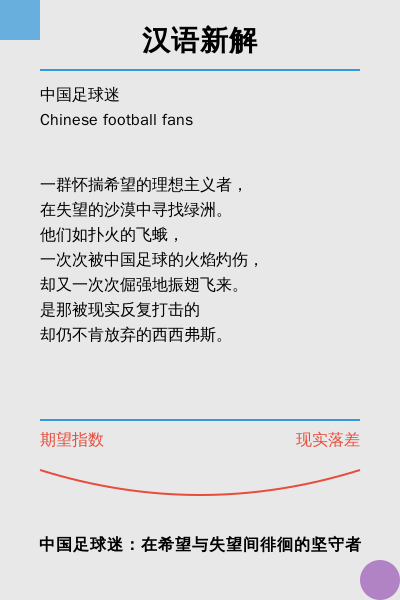 汉语新解
中国足球迷
Chinese football fans
一群怀揣希望的理想主义者，
在失望的沙漠中寻找绿洲。
他们如扑火的飞蛾，
一次次被中国足球的火焰灼伤，
却又一次次倔强地振翅飞来。
是那被现实反复打击的
却仍不肯放弃的西西弗斯。
期望指数
现实落差
中国足球迷：在希望与失望间徘徊的坚守者